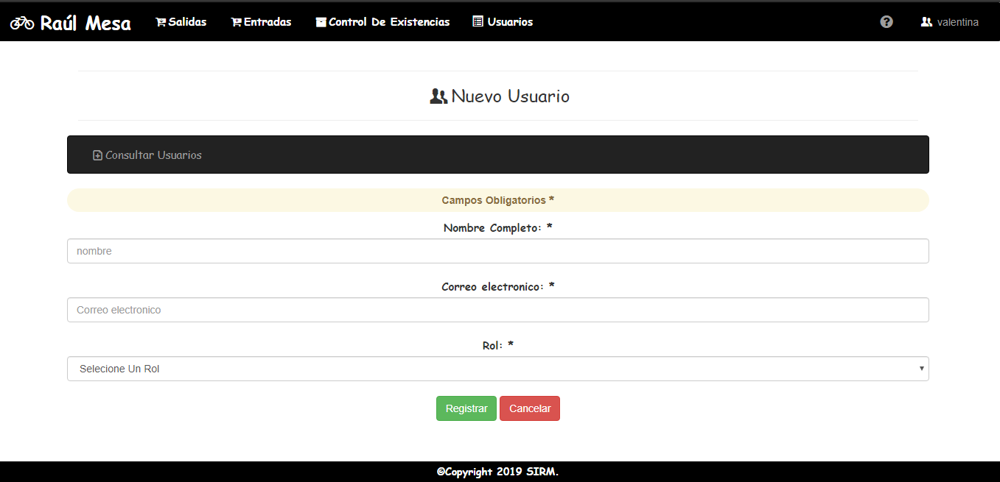 Raúl Mesa Salidas Entradas Control De Existencias Usuarios ? valentina
Nuevo Usuario
Consultar Usuarios
Campos Obligatorios *
Nombre Completo: *
nombre
Correo electronico: *
Correo electronico
Rol: *
Selecione Un Rol
Registrar Cancelar
©Copyright 2019 SIRM.